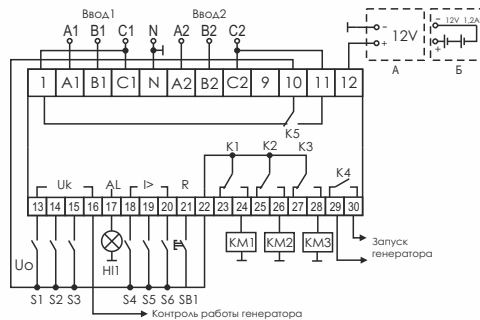 Ввод1 Ввод2
A1 B1 C1 N A2 B2 C2
− 12V +
А
− 12V 1,2A +
Б
1 A1 B1 C1 N A2 B2 C2 9 10 11 12
K5
K1 K2 K3
K4
Uk AL I> R
13 14 15 16 17 18 19 20 21 22 23 24 25 26 27 28 29 30
Uo
Hl1
KM1 KM2 KM3
Запуск
генератора
S1 S2 S3 S4 S5 S6 SB1
Контроль работы генератора